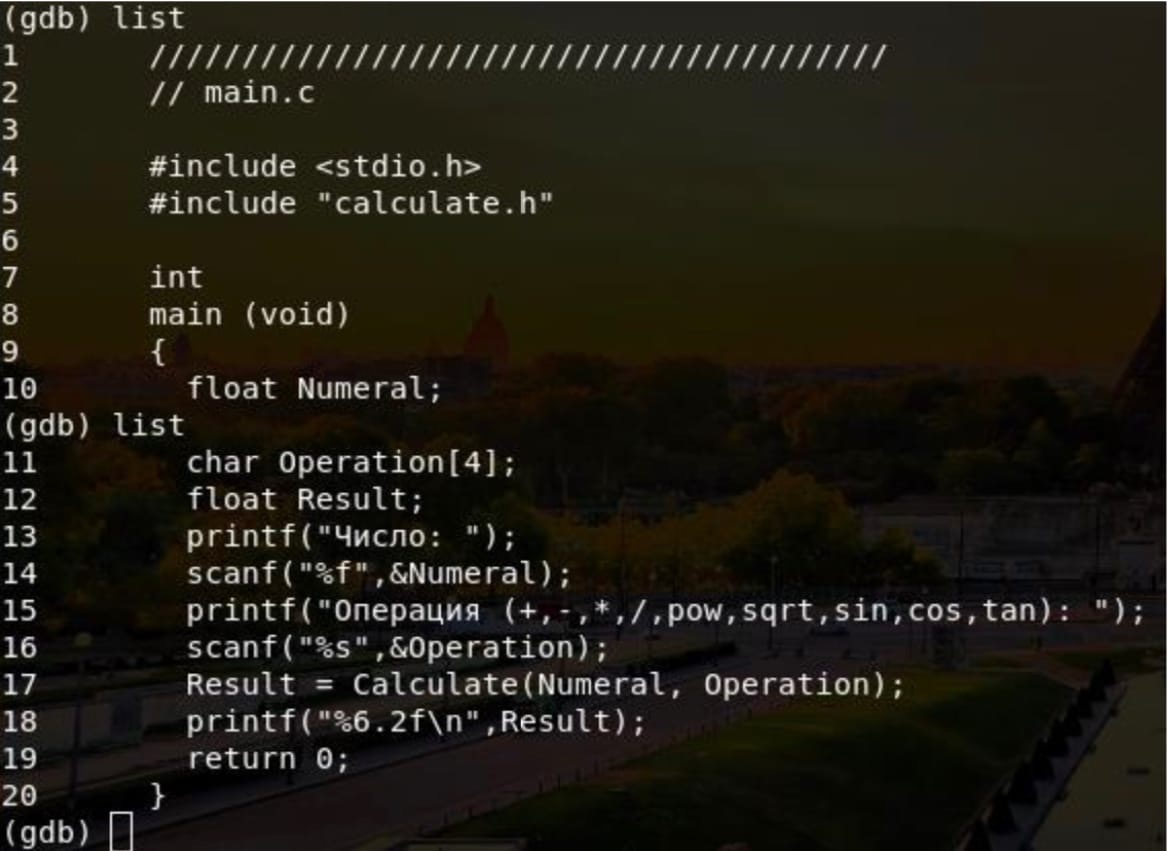 (gdb) list
1       ////////////////////////////////////////
2       // main.c
3
4       #include <stdio.h>
5       #include "calculate.h"
6
7       int
8       main (void)
9       {
10        float Numeral;
(gdb) list
11        char Operation[4];
12        float Result;
13        printf("Число: ");
14        scanf("%f",&Numeral);
15        printf("Операция (+,-,*,/,pow,sqrt,sin,cos,tan): ");
16        scanf("%s",&Operation);
17        Result = Calculate(Numeral, Operation);
18        printf("%6.2f\n",Result);
19        return 0;
20      }
(gdb)